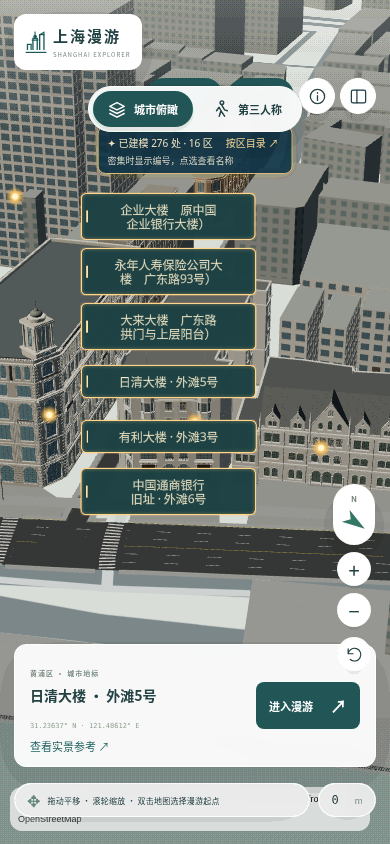 上海漫游
SHANGHAI EXPLORER
城市俯瞰
第三人称
✦ 已建模 276 处 · 16 区 按区目录 ↗
密集时显示编号，点选查看名称
企业大楼 原中国
企业银行大楼）
永年人寿保险公司大
楼 广东路93号）
大来大楼 广东路
拱门与上层阳台）
日清大楼 · 外滩5号
有利大楼 · 外滩3号
中国通商银行
旧址 · 外滩6号
N
+
−
黄浦区 · 城市地标
日清大楼 · 外滩5号
进入漫游 ↗
31.23637° N · 121.48612° E
查看实景参考 ↗
拖动平移 · 滚轮缩放 · 双击地图选择漫游起点
0 m
OpenStreetMap